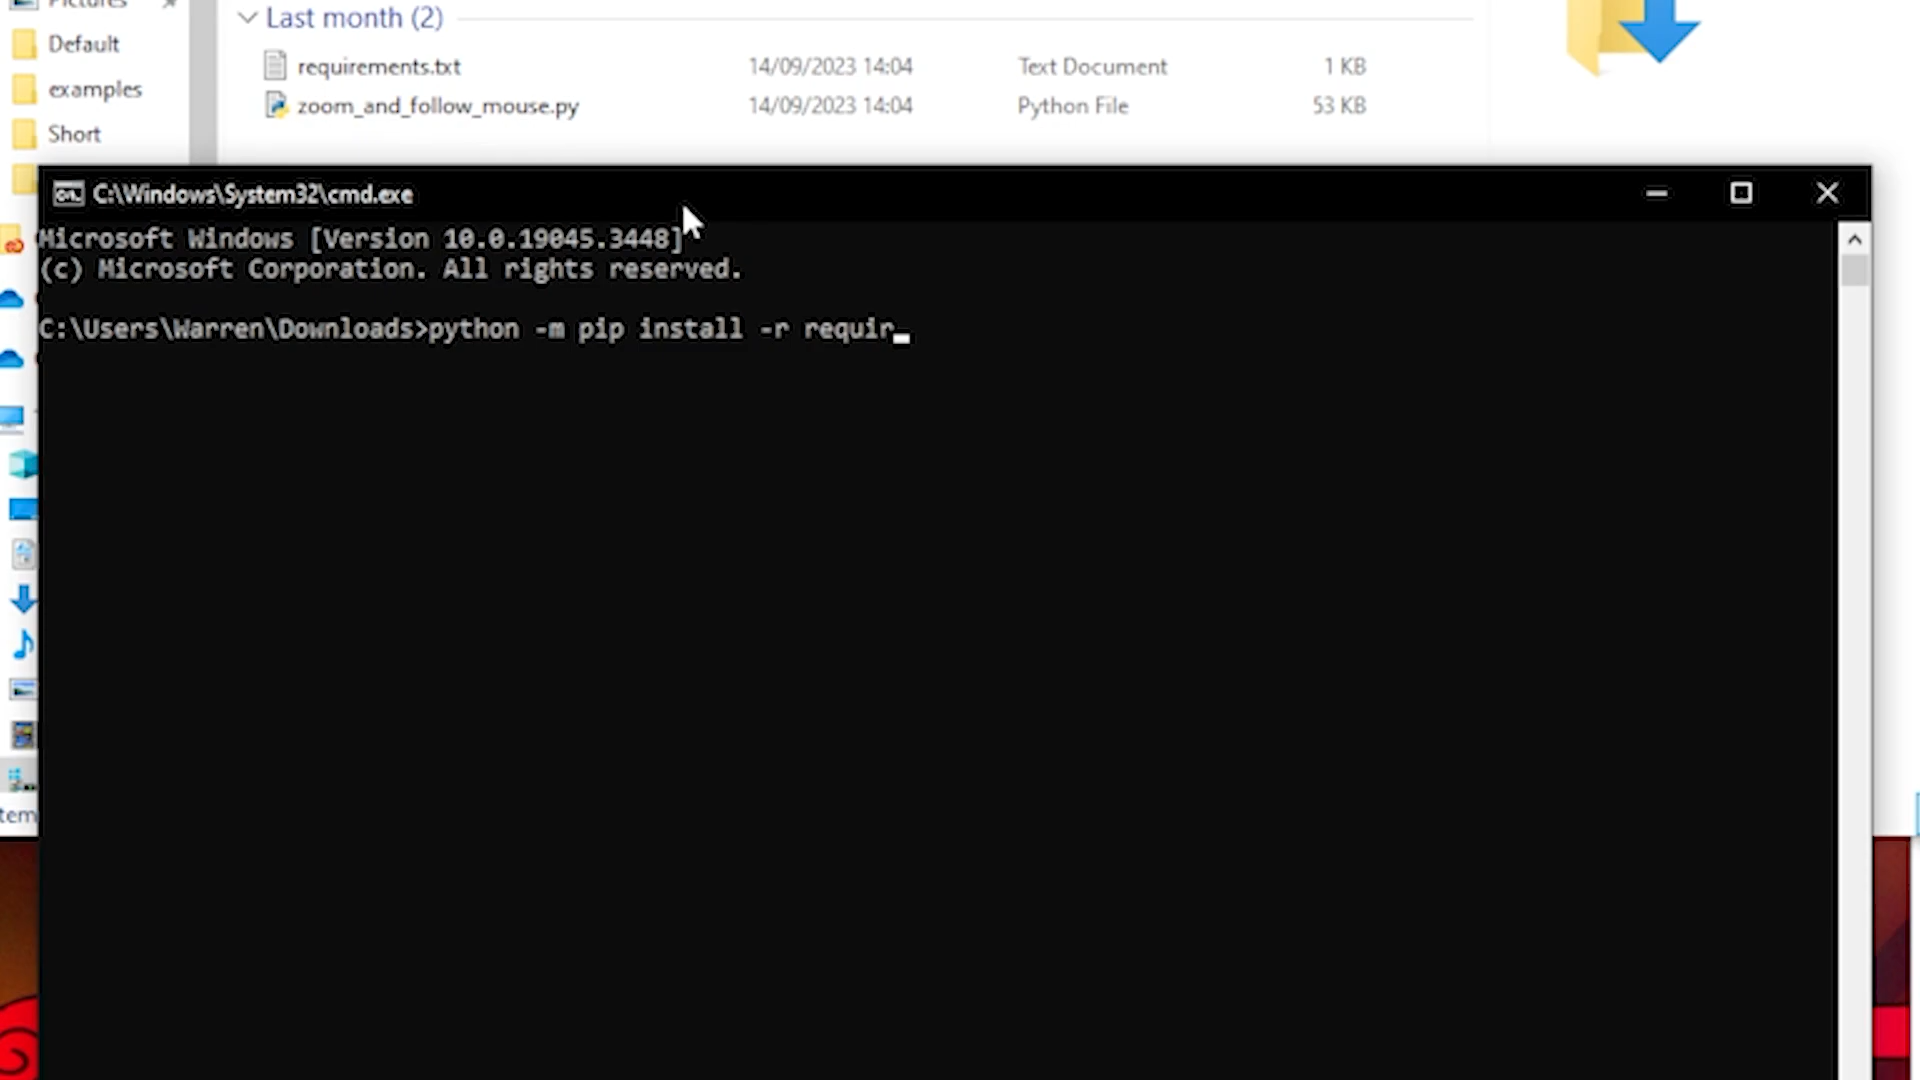 Pictures
Default
examples
Short
Last month (2)
requirements.txt 14/09/2023 14:04 Text Document 1 KB
zoom_and_follow_mouse.py 14/09/2023 14:04 Python File 53 KB
C:\Windows\System32\cmd.exe
Microsoft Windows [Version 10.0.19045.3448]
(c) Microsoft Corporation. All rights reserved.
C:\Users\Warren\Downloads>python -m pip install -r requir